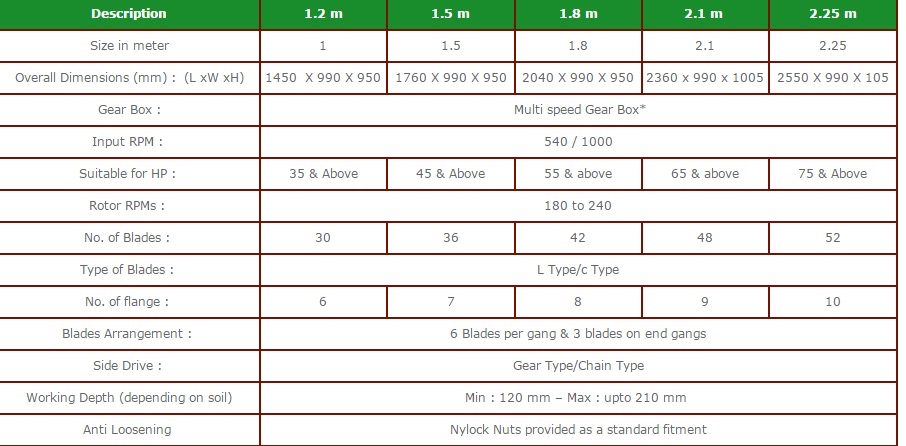 Description 1.2 m 1.5 m 1.8 m 2.1 m 2.25 m
Size in meter 1 1.5 1.8 2.1 2.25
Overall Dimensions (mm) : (L xW xH) 1450 X 990 X 950 1760 X 990 X 950 2040 X 990 X 950 2360 x 990 x 1005 2550 X 990 X 105
Gear Box : Multi speed Gear Box*
Input RPM : 540 / 1000
Suitable for HP : 35 & Above 45 & Above 55 & above 65 & above 75 & Above
Rotor RPMs : 180 to 240
No. of Blades : 30 36 42 48 52
Type of Blades : L Type/c Type
No. of flange : 6 7 8 9 10
Blades Arrangement : 6 Blades per gang & 3 blades on end gangs
Side Drive : Gear Type/Chain Type
Working Depth (depending on soil) Min : 120 mm – Max : upto 210 mm
Anti Loosening Nylock Nuts provided as a standard fitment